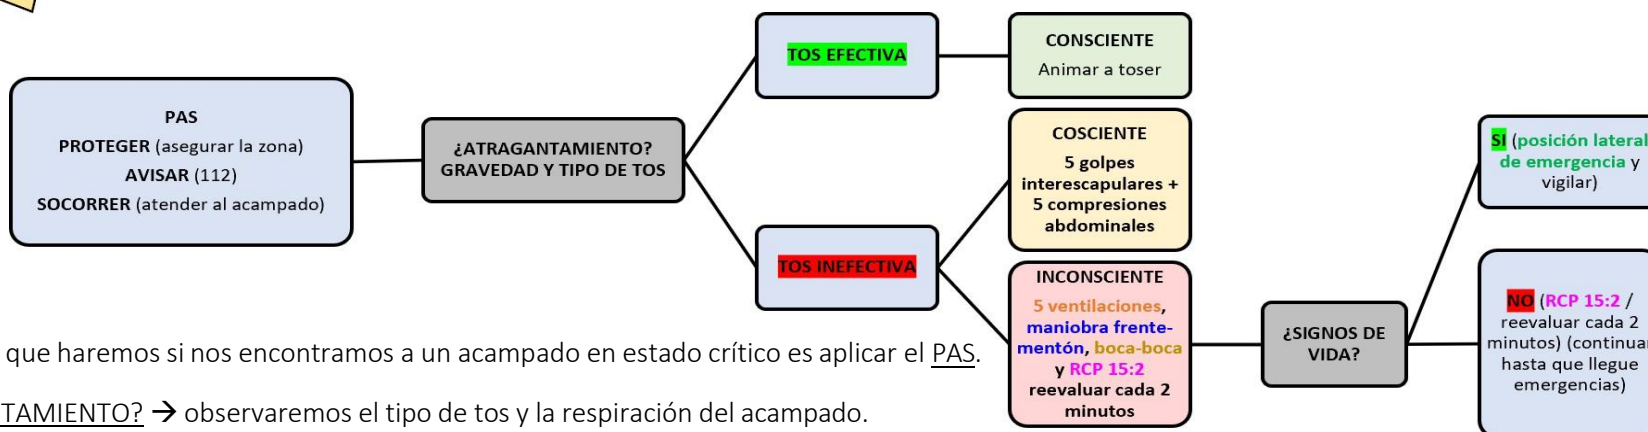 PAS
PROTEGER (asegurar la zona)
AVISAR (112)
SOCORRER (atender al acampado)
¿ATRAGANTAMIENTO?
GRAVEDAD Y TIPO DE TOS
TOS EFECTIVA
CONSCIENTE
Animar a toser
TOS INEFECTIVA
COSCIENTE
5 golpes
interescapulares +
5 compresiones
abdominales
INCONSCIENTE
5 ventilaciones,
maniobra frente-
mentón, boca-boca
y RCP 15:2
reevaluar cada 2
minutos
¿SIGNOS DE
VIDA?
SI (posición lateral
de emergencia y
vigilar)
NO (RCP 15:2 /
reevaluar cada 2
minutos) (continuar
hasta que llegue
emergencias)
que haremos si nos encontramos a un acampado en estado crítico es aplicar el PAS.
TAMIENTO? → observaremos el tipo de tos y la respiración del acampado.